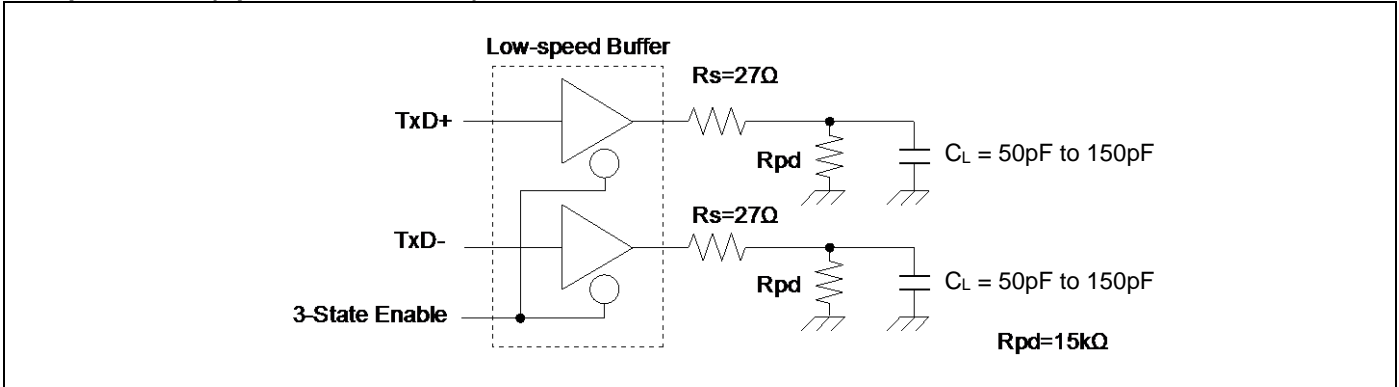 Low-speed Buffer
Rs=27Ω
TxD+
Rpd
CL = 50pF to 150pF
Rs=27Ω
TxD-
Rpd
CL = 50pF to 150pF
3-State Enable
Rpd=15kΩ